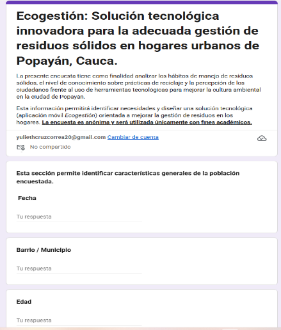 Ecogestión: Solución tecnológica
innovadora para la adecuada gestión de
residuos sólidos en hogares urbanos de
Popayán, Cauca.
La presente encuesta tiene como finalidad analizar los hábitos de manejo de residuos
sólidos, el nivel de conocimiento sobre prácticas de reciclaje y la percepción de los
ciudadanos frente al uso de herramientas tecnológicas para mejorar la cultura ambiental
en la ciudad de Popayán.
Esta información permitirá identificar necesidades y diseñar una solución tecnológica
(aplicación móvil Ecogestión) orientada a mejorar la gestión de residuos en los
hogares. La encuesta es anónima y será utilizada únicamente con fines académicos.
yuliethcruzcorrea20@gmail.com Cambiar de cuenta
No compartido
Esta sección permite identificar características generales de la población
encuestada.
Fecha
Tu respuesta
Barrio / Municipio
Tu respuesta
Edad
Tu respuesta